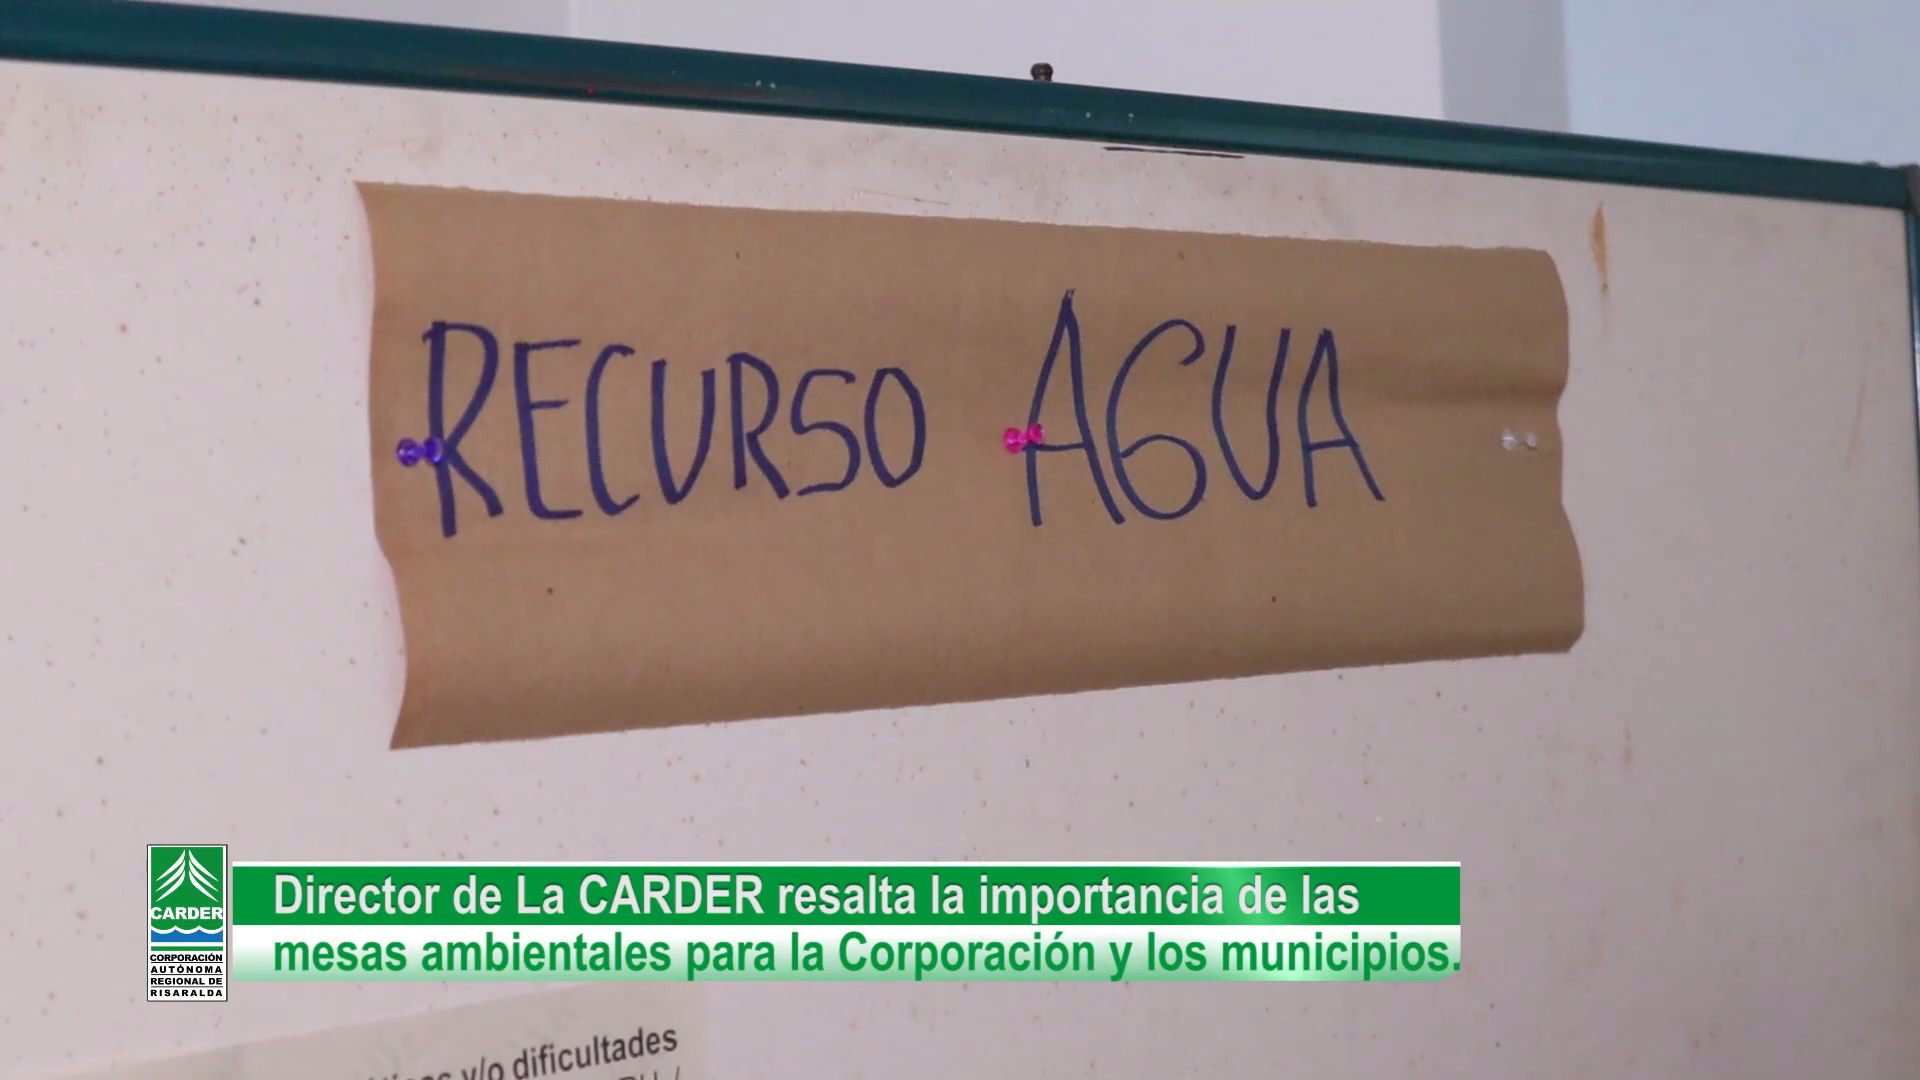 RECURSO AGUA
CARDER
CORPORACIÓN
AUTÓNOMA
REGIONAL DE
RISARALDA
Director de La CARDER resalta la importancia de las
mesas ambientales para la Corporación y los municipios.
y/o dificultades